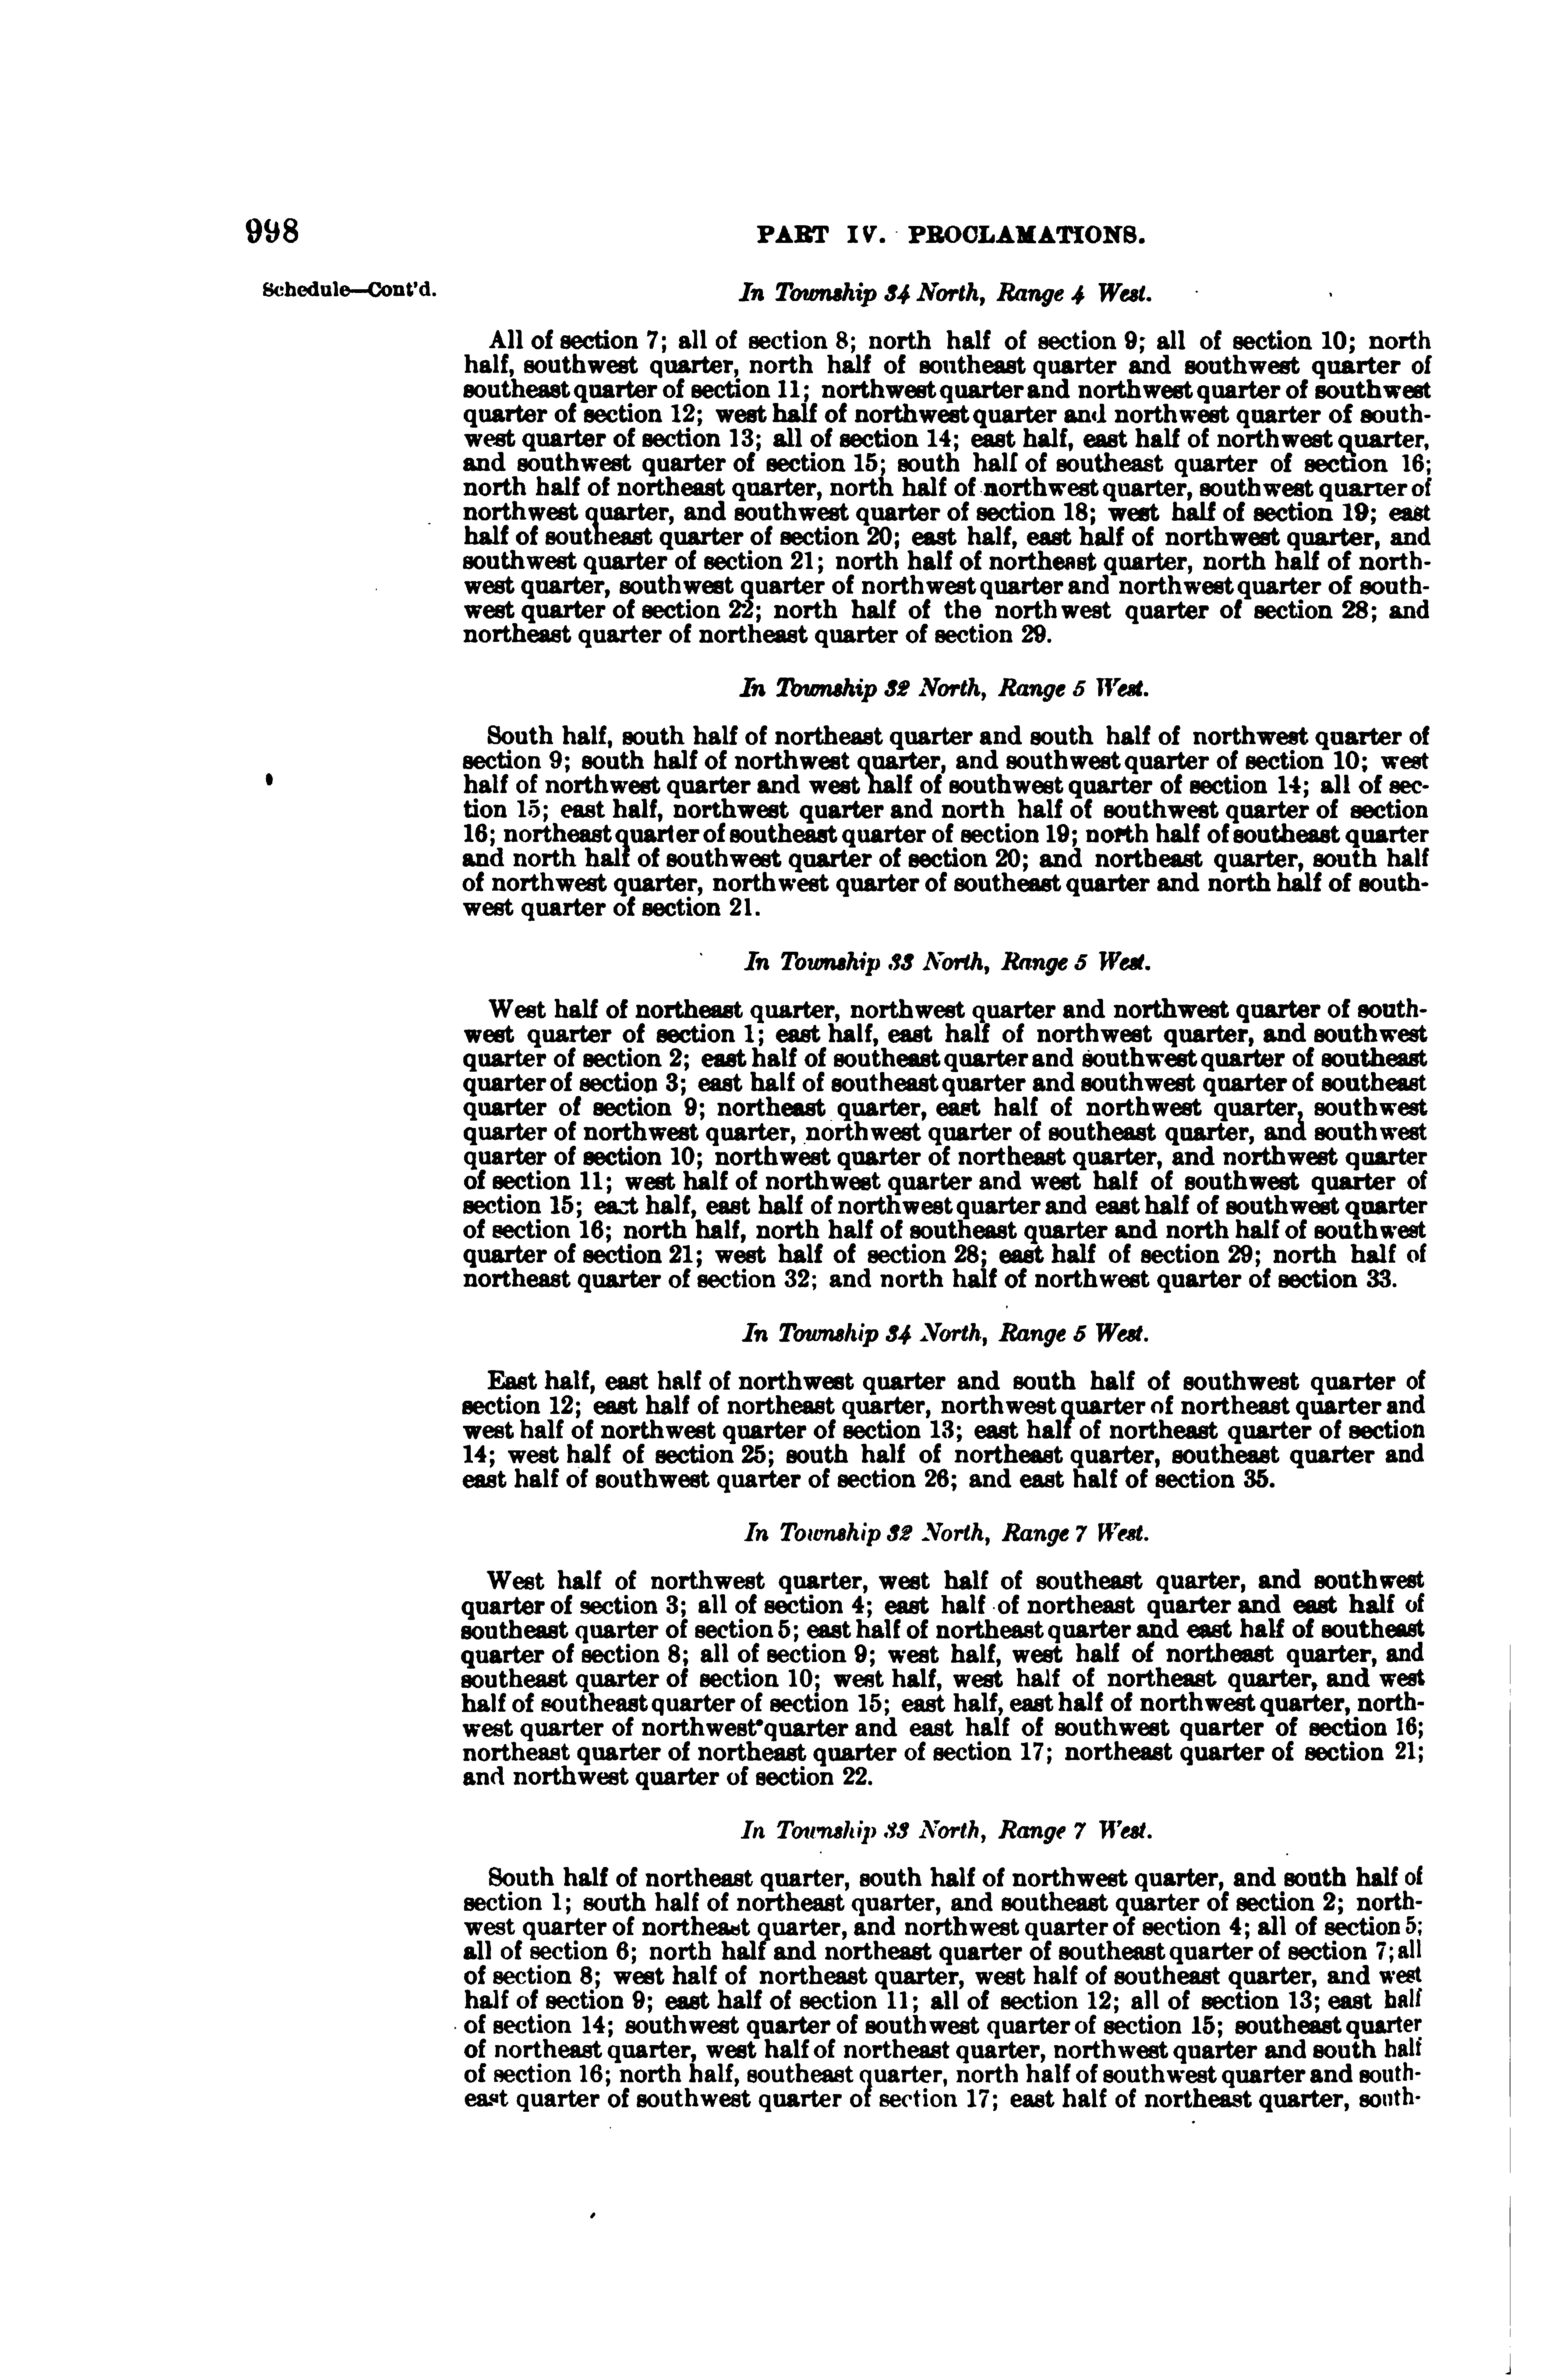 998
PART IV. PROCLAMATIONS.
Schedule—Cont'd.
In Township 34 North, Range 4 West.
All of section 7; all of section 8; north half of section 9; all of section 10; north
half, southwest quarter, north half of southeast quarter and southwest quarter of
southeast quarter of section 11; northwest quarter and northwest quarter of southwest
quarter of section 12; west half of northwest quarter and northwest quarter of south-
west quarter of section 13; all of section 14; east half, east half of northwest quarter,
and southwest quarter of section 15; south half of southeast quarter of section 16;
north half of northeast quarter, north half of northwest quarter, southwest quarter of
northwest quarter, and southwest quarter of section 18; west half of section 19; east
half of southeast quarter of section 20; east half, east half of northwest quarter, and
southwest quarter of section 21; north half of northeast quarter, north half of north-
west quarter, southwest quarter of northwest quarter and northwest quarter of south-
west quarter of section 22; north half of the northwest quarter of section 28; and
northeast quarter of northeast quarter of section 29.
In Township 32 North, Range 5 West.
South half, south half of northeast quarter and south half of northwest quarter of
section 9; south half of northwest quarter, and southwest quarter of section 10; west
half of northwest quarter and west half of southwest quarter of section 14; all of sec-
tion 15; east half, northwest quarter and north half of southwest quarter of section
16; northeast quarter of southeast quarter of section 19; north half of southeast quarter
and north half of southwest quarter of section 20; and northeast quarter, south half
of northwest quarter, northwest quarter of southeast quarter and north half of south-
west quarter of section 21.
In Township 33 North, Range 5 West.
West half of northeast quarter, northwest quarter and northwest quarter of south-
west quarter of section 1; east half, east half of northwest quarter, and southwest
quarter of section 2; east half of southeast quarter and southwest quarter of southeast
quarter of section 3; east half of southeast quarter and southwest quarter of southeast
quarter of section 9; northeast quarter, east half of northwest quarter, southwest
quarter of northwest quarter, northwest quarter of southeast quarter, and southwest
quarter of section 10; northwest quarter of northeast quarter, and northwest quarter
of section 11; west half of northwest quarter and west half of southwest quarter of
section 15; east half, east half of northwest quarter and east half of southwest quarter
of section 16; north half, north half of southeast quarter and north half of southwest
quarter of section 21; west half of section 28; east half of section 29; north half of
northeast quarter of section 32; and north half of northwest quarter of section 33.
In Township 34 North, Range 5 West.
East half, east half of northwest quarter and south half of southwest quarter of
section 12; east half of northeast quarter, northwest quarter of northeast quarter and
west half of northwest quarter of section 13; east half of northeast quarter of section
14; west half of section 25; south half of northeast quarter, southeast quarter and
east half of southwest quarter of section 26; and east half of section 35.
In Township 32 North, Range 7 West.
West half of northwest quarter, west half of southeast quarter, and southwest
quarter of section 3; all of section 4; east half of northeast quarter and east half of
southeast quarter of section 5; east half of northeast quarter and east half of southeast
quarter of section 8; all of section 9; west half, west half of northeast quarter, and
southeast quarter of section 10; west half, west half of northeast quarter, and west
half of southeast quarter of section 15; east half, east half of northwest quarter, north-
west quarter of northwest quarter and east half of southwest quarter of section 16;
northeast quarter of northeast quarter of section 17; northeast quarter of section 21;
and northwest quarter of section 22.
In Township 33 North, Range 7 West.
South half of northeast quarter, south half of northwest quarter, and south half of
section 1; south half of northeast quarter, and southeast quarter of section 2; north-
west quarter of northeast quarter, and northwest quarter of section 4; all of section 5;
all of section 6; north half and northeast quarter of southeast quarter of section 7; all
of section 8; west half of northeast quarter, west half of southeast quarter, and west
half of section 9; east half of section 11; all of section 12; all of section 13; east half
of section 14; southwest quarter of southwest quarter of section 15; southeast quarter
of northeast quarter, west half of northeast quarter, northwest quarter and south half
of section 16; north half, southeast quarter, north half of southwest quarter and south-
east quarter of southwest quarter of section 17; east half of northeast quarter, south-